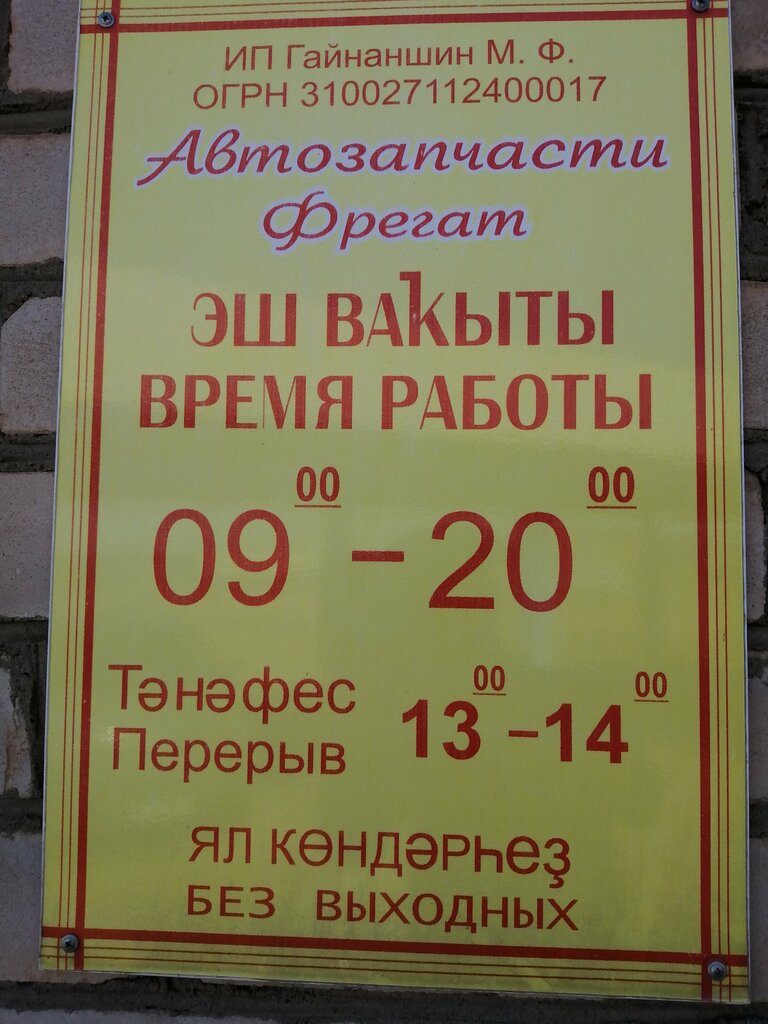 ИП Гайнаншин М. Ф.
ОГРН 310027112400017
Автозапчасти
Фрегат
ЭШ ВАҠЫТЫ
ВРЕМЯ РАБОТЫ
09 00 – 20 00
Тәнәфес
Перерыв
13 00 – 14 00
ЯЛ КӨНДӘРҺЕҘ
БЕЗ ВЫХОДНЫХ